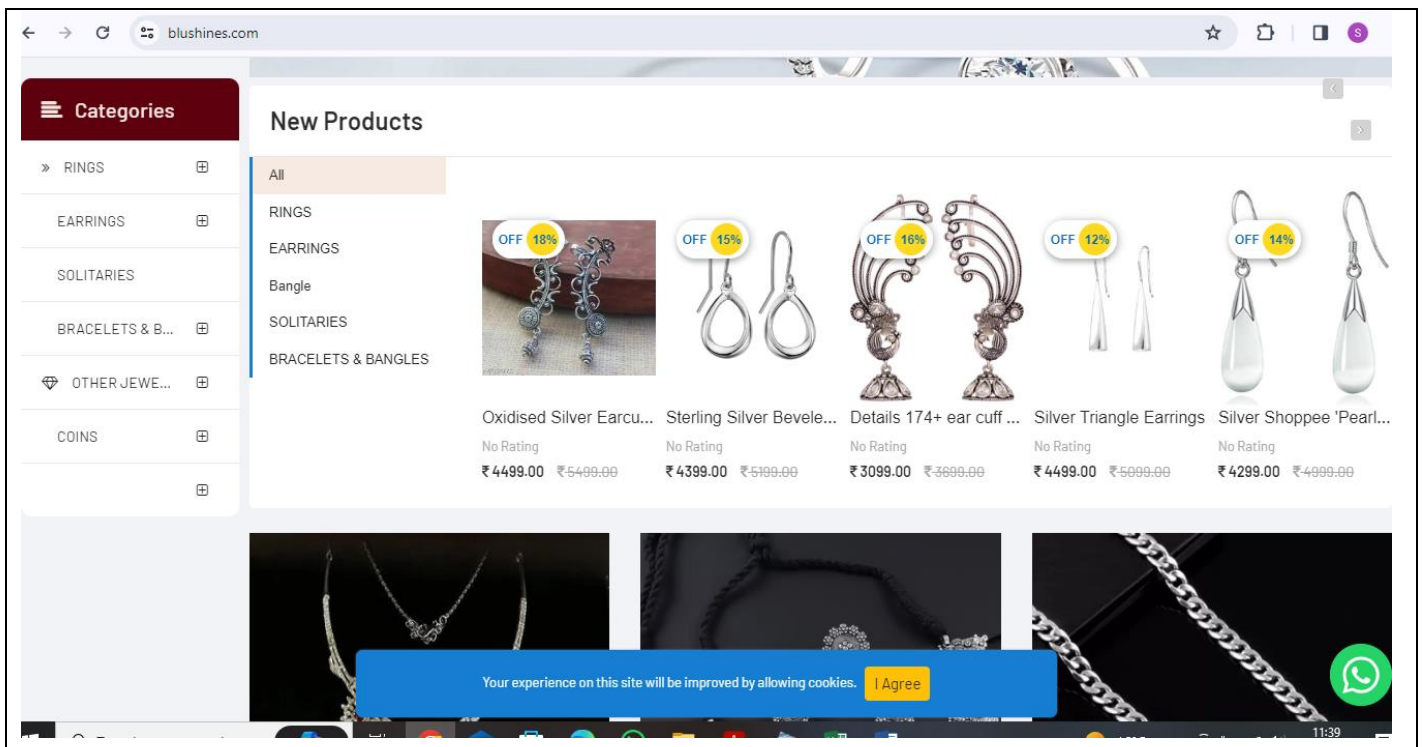 blushines.com
S
Categories
RINGS
EARRINGS
SOLITARIES
BRACELETS & B...
OTHER JEWE...
COINS
New Products
All
RINGS
EARRINGS
Bangle
SOLITARIES
BRACELETS & BANGLES
OFF 18%
Oxidised Silver Earcu...
No Rating
₹4499.00 ₹5499.00
OFF 15%
Sterling Silver Bevele...
No Rating
₹4399.00 ₹5199.00
OFF 16%
Details 174+ ear cuff ...
No Rating
₹3099.00 ₹3699.00
OFF 12%
Silver Triangle Earrings
No Rating
₹4499.00 ₹5099.00
OFF 14%
Silver Shoppee 'Pearl...
No Rating
₹4299.00 ₹4999.00
Your experience on this site will be improved by allowing cookies. I Agree
11:39